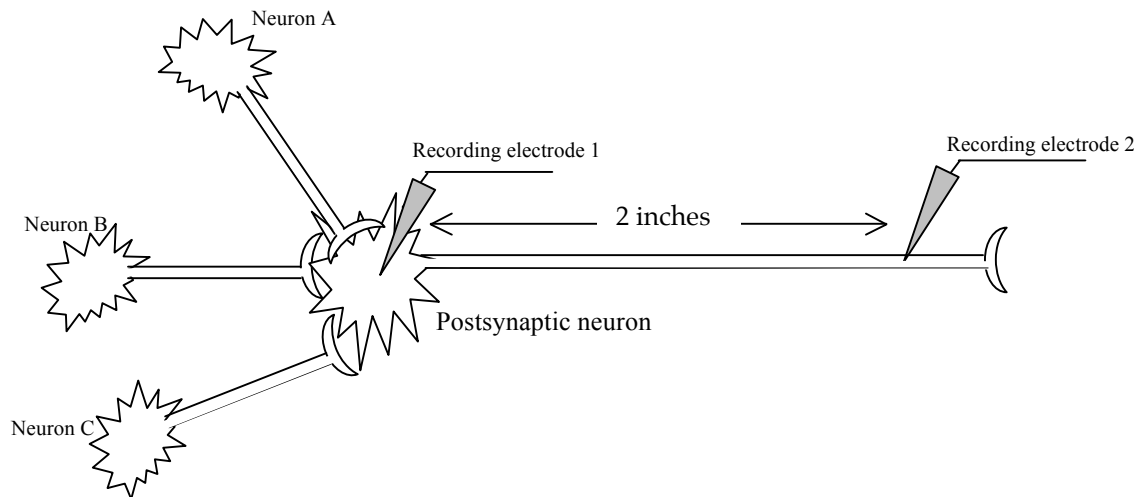 Neuron A
Recording electrode 1
Recording electrode 2
2 inches
Neuron B
Postsynaptic neuron
Neuron C